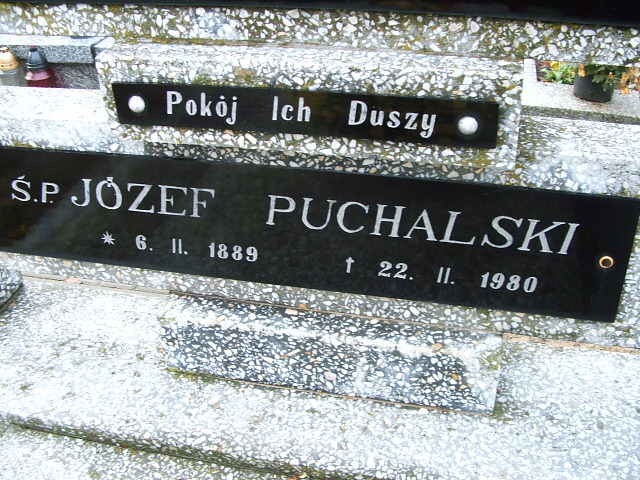 Pokój Ich Duszy
Ś.P. JÓZEF PUCHALSKI
* 6. II. 1889 † 22. II. 1980